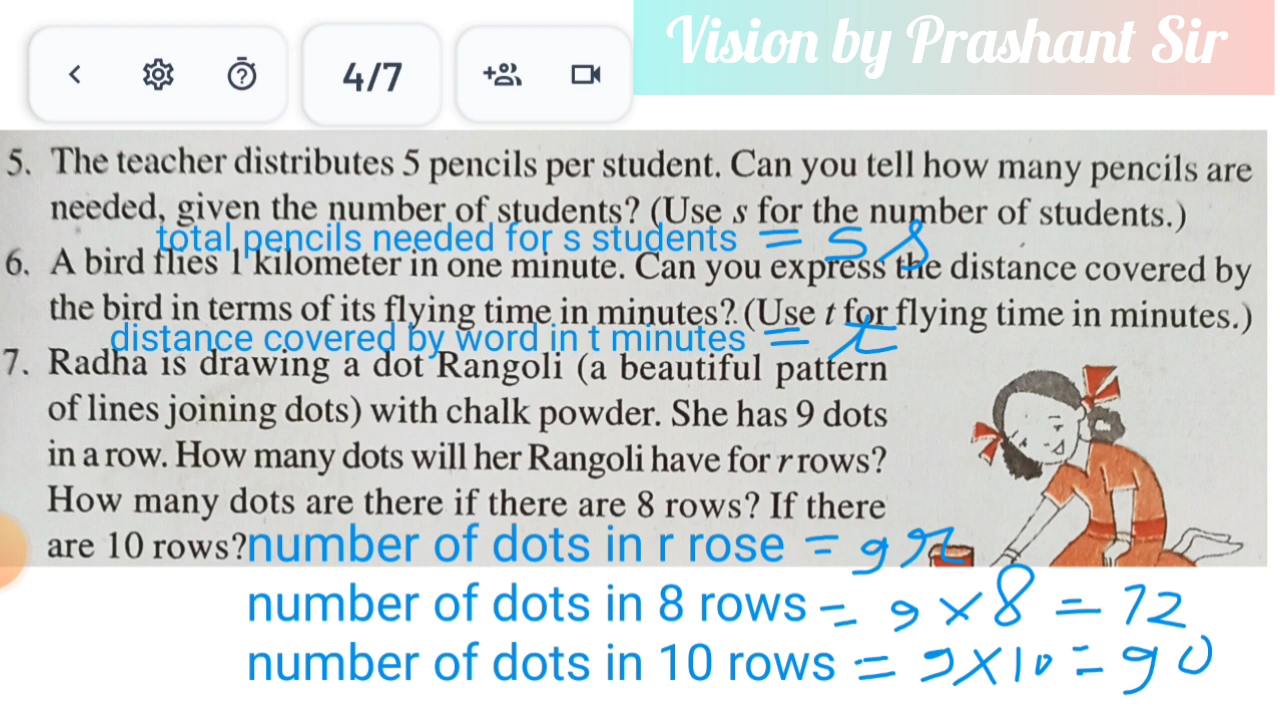 Vision by Prashant Sir
4/7
5. The teacher distributes 5 pencils per student. Can you tell how many pencils are
needed, given the number of students? (Use s for the number of students.)
total pencils needed for s students = 5 s
6. A bird flies 1 kilometer in one minute. Can you express the distance covered by
the bird in terms of its flying time in minutes? (Use t for flying time in minutes.)
distance covered by word in t minutes = t
7. Radha is drawing a dot Rangoli (a beautiful pattern
of lines joining dots) with chalk powder. She has 9 dots
in a row. How many dots will her Rangoli have for r rows?
How many dots are there if there are 8 rows? If there
are 10 rows?
number of dots in r rose = 9r
number of dots in 8 rows = 9 × 8 = 72
number of dots in 10 rows = 9×10 = 90